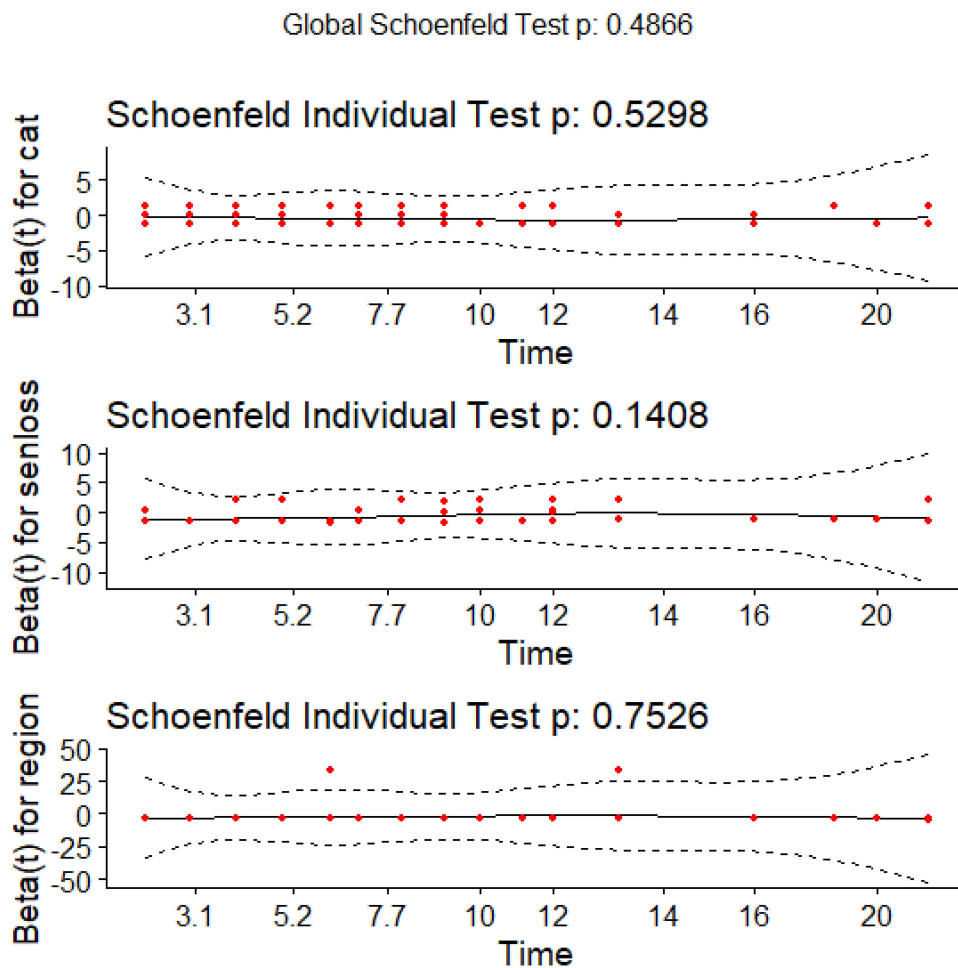 Global Schoenfeld Test p: 0.4866
Schoenfeld Individual Test p: 0.5298
Beta(t) for cat
5
0
-5
-10
3.1 5.2 7.7 10 12 14 16 20
Time
Schoenfeld Individual Test p: 0.1408
Beta(t) for senloss
10
5
0
-5
-10
3.1 5.2 7.7 10 12 14 16 20
Time
Schoenfeld Individual Test p: 0.7526
Beta(t) for region
50
25
0
-25
-50
3.1 5.2 7.7 10 12 14 16 20
Time